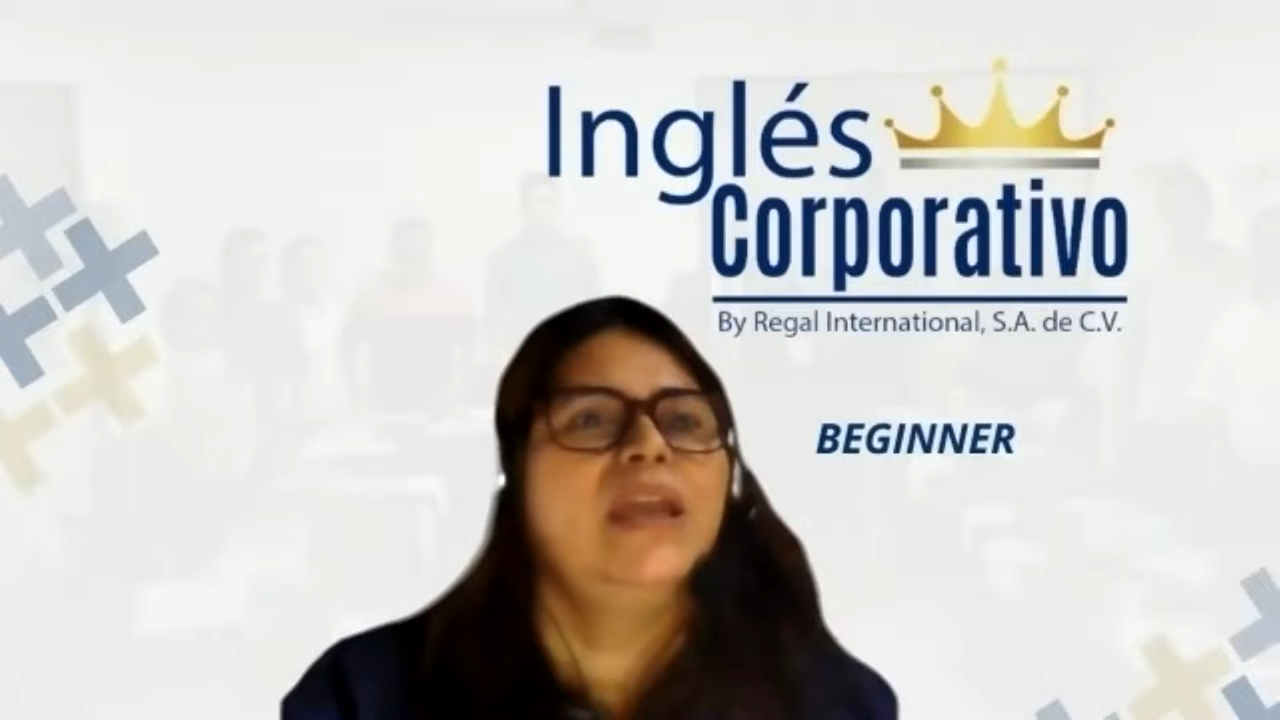 Inglés
Corporativo
By Regal International, S.A. de C.V.
BEGINNER